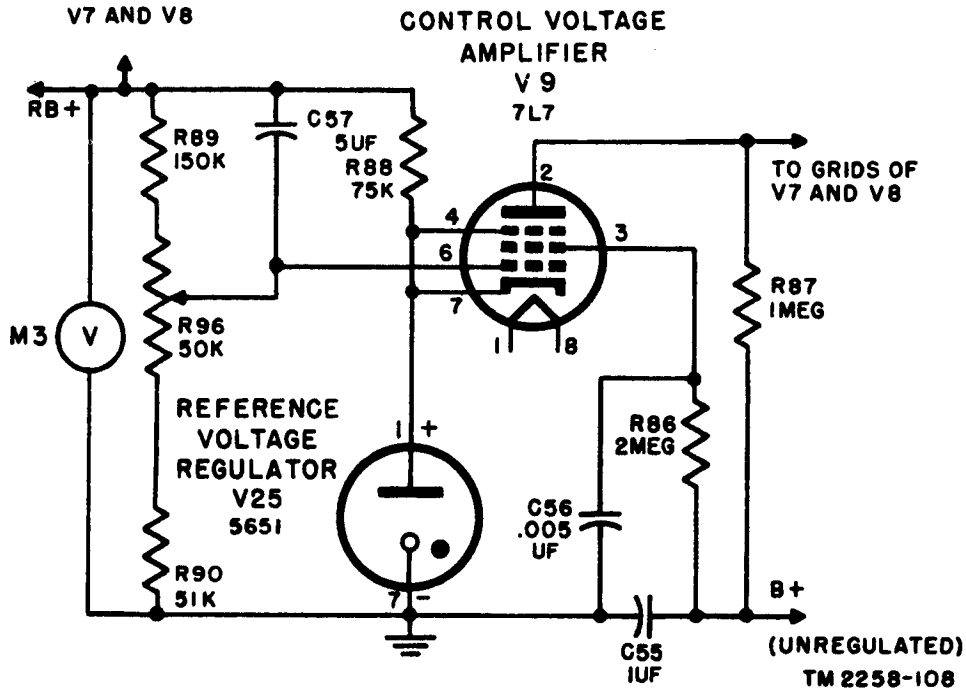 V7 AND V8
CONTROL VOLTAGE
AMPLIFIER
V 9
7L7
RB+
R89
150K
C57
5UF
R88
75K
2
TO GRIDS OF
V7 AND V8
4
3
6
7
R87
1MEG
M3
V
R96
50K
1
8
REFERENCE
VOLTAGE
REGULATOR
V25
5651
1 +
R86
2MEG
C56
.005
UF
R90
51K
7 -
B+
C55
1UF
(UNREGULATED)
TM 2258-108